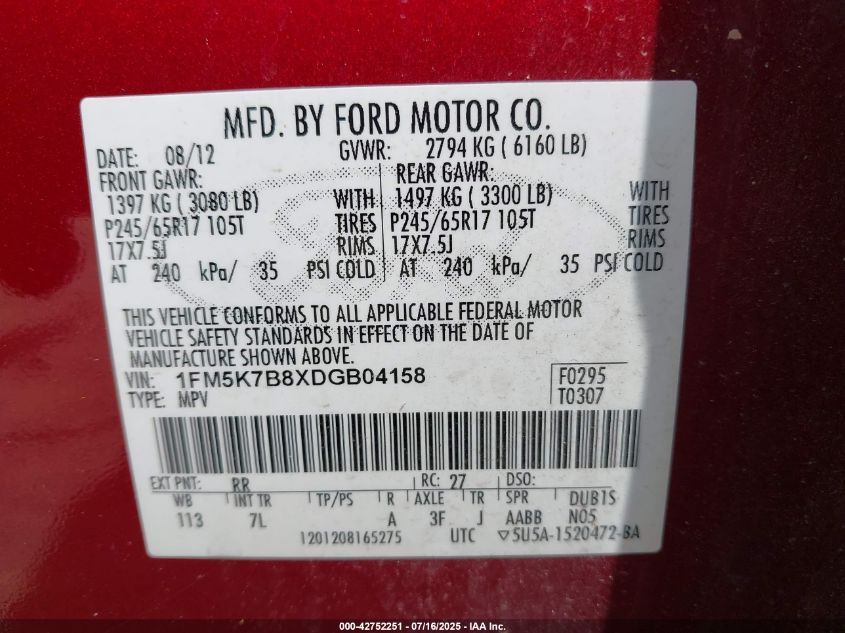 MFD. BY FORD MOTOR CO.
DATE: 08/12 GVWR: 2794 KG ( 6160 LB)
FRONT GAWR: REAR GAWR:
1397 KG ( 3080 LB) WITH 1497 KG ( 3300 LB) WITH
P245/65R17 105T TIRES P245/65R17 105T TIRES
17X7.5J RIMS 17X7.5J RIMS
AT 240 kPa/ 35 PSI COLD AT 240 kPa/ 35 PSI COLD
THIS VEHICLE CONFORMS TO ALL APPLICABLE FEDERAL MOTOR
VEHICLE SAFETY STANDARDS IN EFFECT ON THE DATE OF
MANUFACTURE SHOWN ABOVE.
VIN: 1FM5K7B8XDGB04158 F0295
TYPE: MPV T0307
EXT PNT: RR RC: 27 DSO:
WB INT TR TP/PS R AXLE TR SPR DUB1S
113 7L A 3F J AABB N05
1201208165275 UTC ▽5U5A-1520472-BA
000-42752251 | 07/16/2025 - IAA Inc.